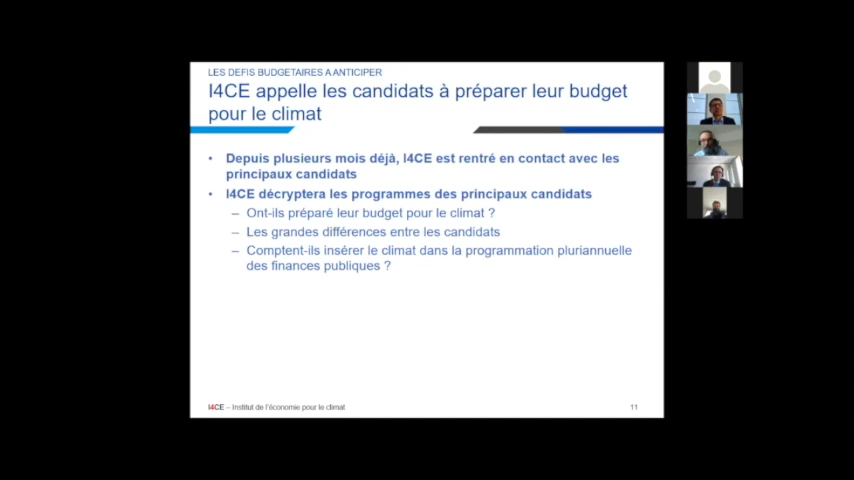 LES DEFIS BUDGETAIRES A ANTICIPER
I4CE appelle les candidats à préparer leur budget
pour le climat
• Depuis plusieurs mois déjà, I4CE est rentré en contact avec les
principaux candidats
• I4CE décryptera les programmes des principaux candidats
– Ont-ils préparé leur budget pour le climat ?
– Les grandes différences entre les candidats
– Comptent-ils insérer le climat dans la programmation pluriannuelle
des finances publiques ?
I4CE – Institut de l'économie pour le climat
11